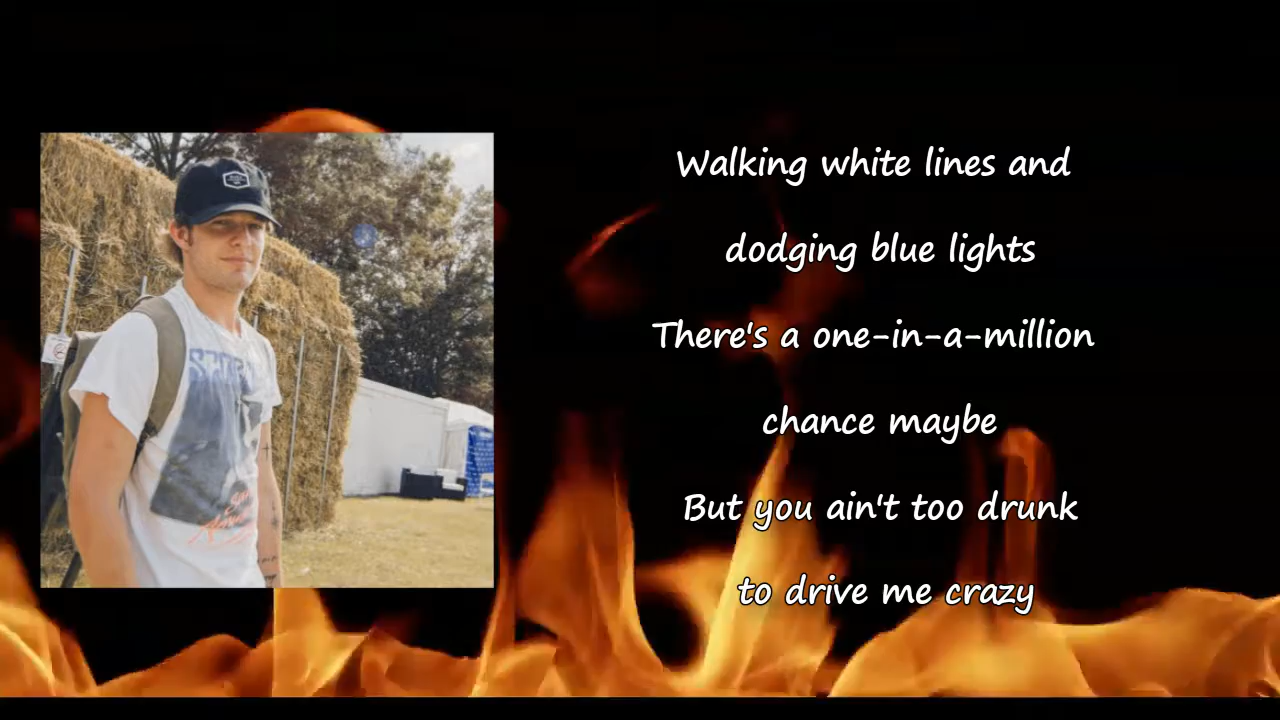 Walking white lines and
dodging blue lights
There's a one-in-a-million
chance maybe
But you ain't too drunk
to drive me crazy